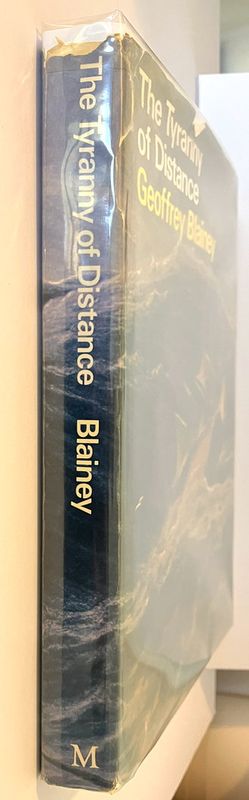 The Tyranny of Distance Blainey
M
The Tyranny
of Distance
Geoffrey Blainey